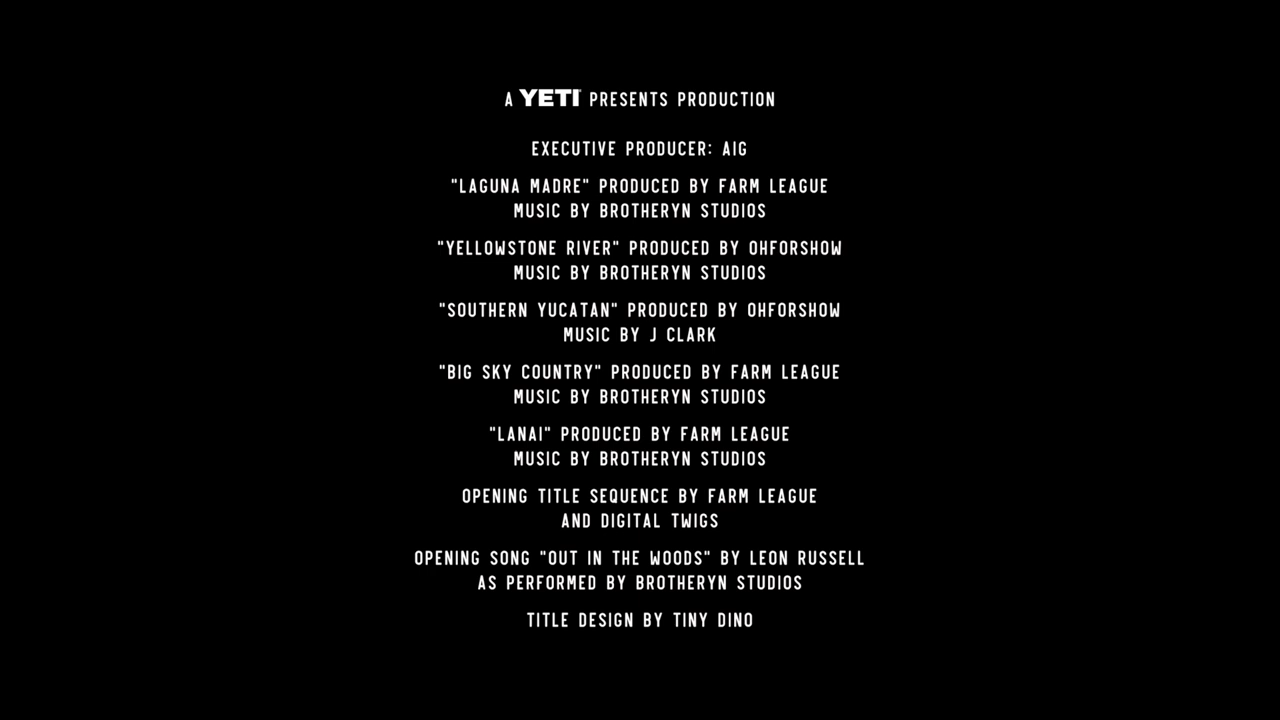 A YETI PRESENTS PRODUCTION
EXECUTIVE PRODUCER: AIG
"LAGUNA MADRE" PRODUCED BY FARM LEAGUE
MUSIC BY BROTHERYN STUDIOS
"YELLOWSTONE RIVER" PRODUCED BY OHFORSHOW
MUSIC BY BROTHERYN STUDIOS
"SOUTHERN YUCATAN" PRODUCED BY OHFORSHOW
MUSIC BY J CLARK
"BIG SKY COUNTRY" PRODUCED BY FARM LEAGUE
MUSIC BY BROTHERYN STUDIOS
"LANAI" PRODUCED BY FARM LEAGUE
MUSIC BY BROTHERYN STUDIOS
OPENING TITLE SEQUENCE BY FARM LEAGUE
AND DIGITAL TWIGS
OPENING SONG "OUT IN THE WOODS" BY LEON RUSSELL
AS PERFORMED BY BROTHERYN STUDIOS
TITLE DESIGN BY TINY DINO